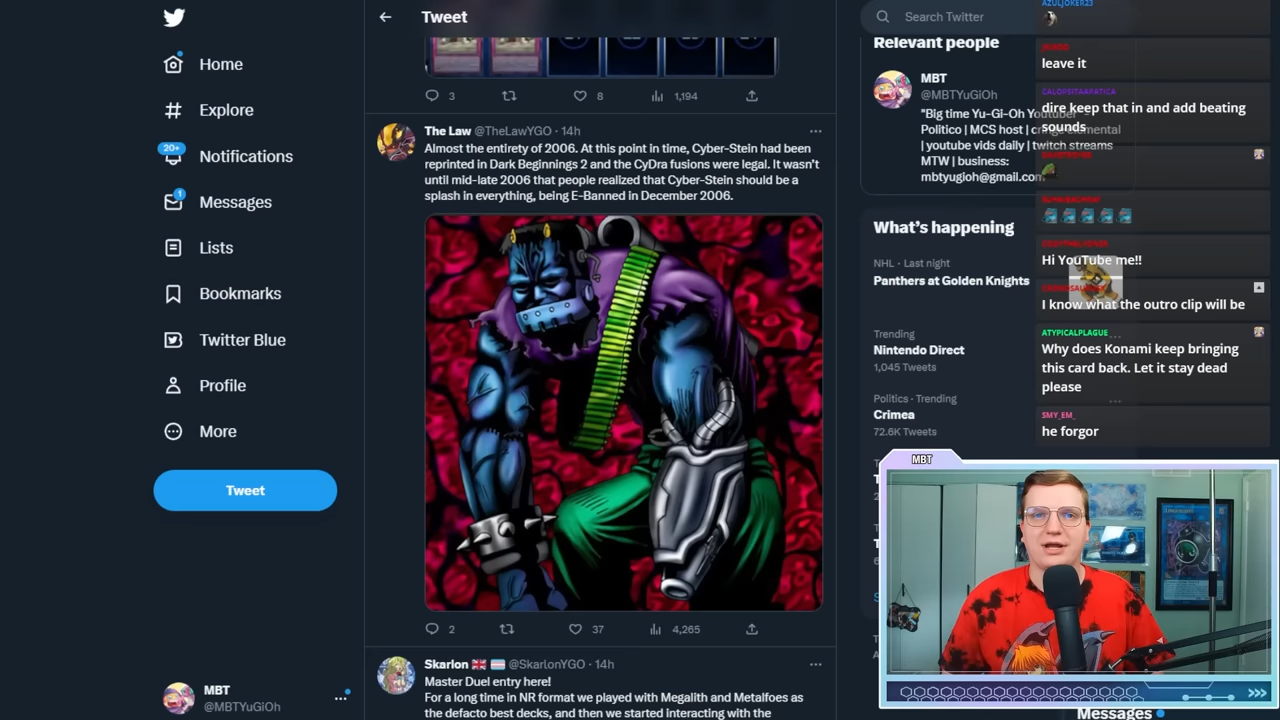 Home
Explore
20+
Notifications
1
Messages
Lists
Bookmarks
Twitter Blue
Profile
More
Tweet
MBT
@MBTYuGiOh
Tweet
3
8
1,194
The Law @TheLawYGO · 14h
Almost the entirety of 2006. At this point in time, Cyber-Stein had been
reprinted in Dark Beginnings 2 and the CyDra fusions were legal. It wasn't
until mid-late 2006 that people realized that Cyber-Stein should be a
splash in everything, being E-Banned in December 2006.
2
37
4,265
Skarlon @SkarlonYGO · 14h
Master Duel entry here!
For a long time in NR format we played with Megalith and Metalfoes as
the defacto best decks, and then we started interacting with the
Search Twitter
Relevant people
MBT
@MBTYuGiOh
"Big time Yu-Gi-Oh Youtuber"
Politico | MCS host |
| youtube vids daily | twitch streams
MTW | business:
mbtyugioh@gmail.com
What's happening
NHL · Last night
Panthers at Golden Knights
Trending
Nintendo Direct
1,045 Tweets
Politics · Trending
Crimea
72.6K Tweets
Messages
AZULJOKER23
leave it
CALOPSITAAPATICA
dire keep that in and add beating
sounds
Hi YouTube me!!
I know what the outro clip will be
ATYPICALPLAGUE
Why does Konami keep bringing
this card back. Let it stay dead
please
SMY_EM_
he forgor
MBT